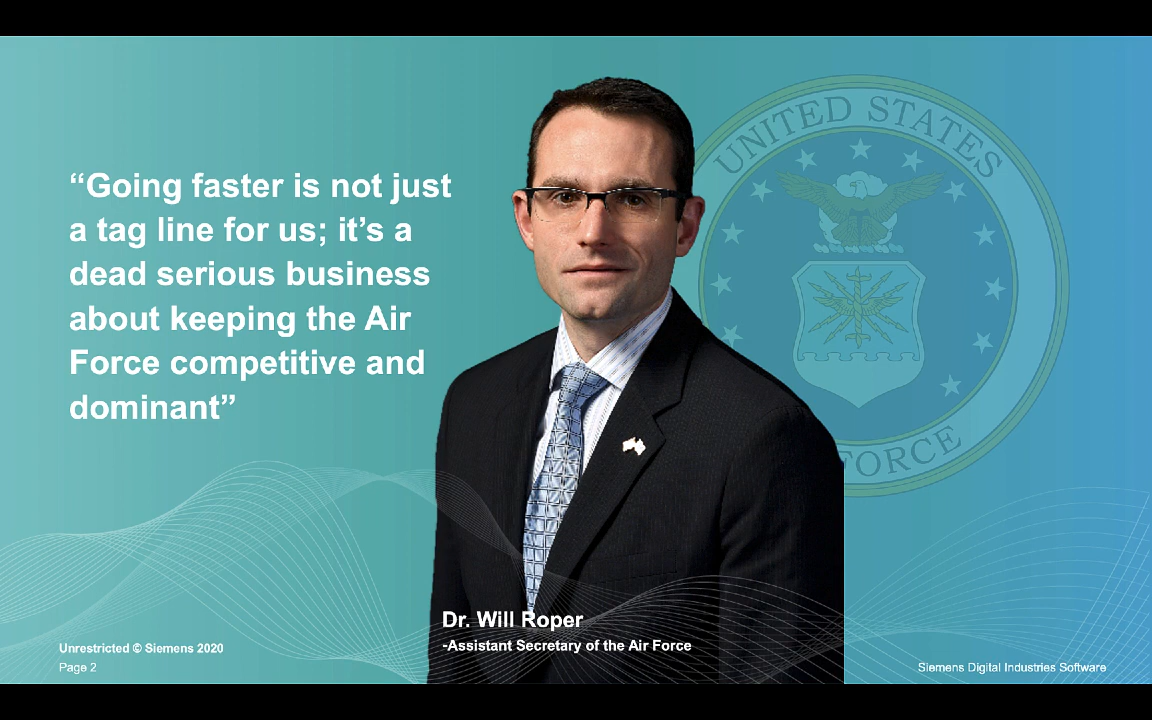 “Going faster is not just
a tag line for us; it’s a
dead serious business
about keeping the Air
Force competitive and
dominant”
UNITED STATES
FORCE
Dr. Will Roper
-Assistant Secretary of the Air Force
Unrestricted © Siemens 2020
Page 2
Siemens Digital Industries Software